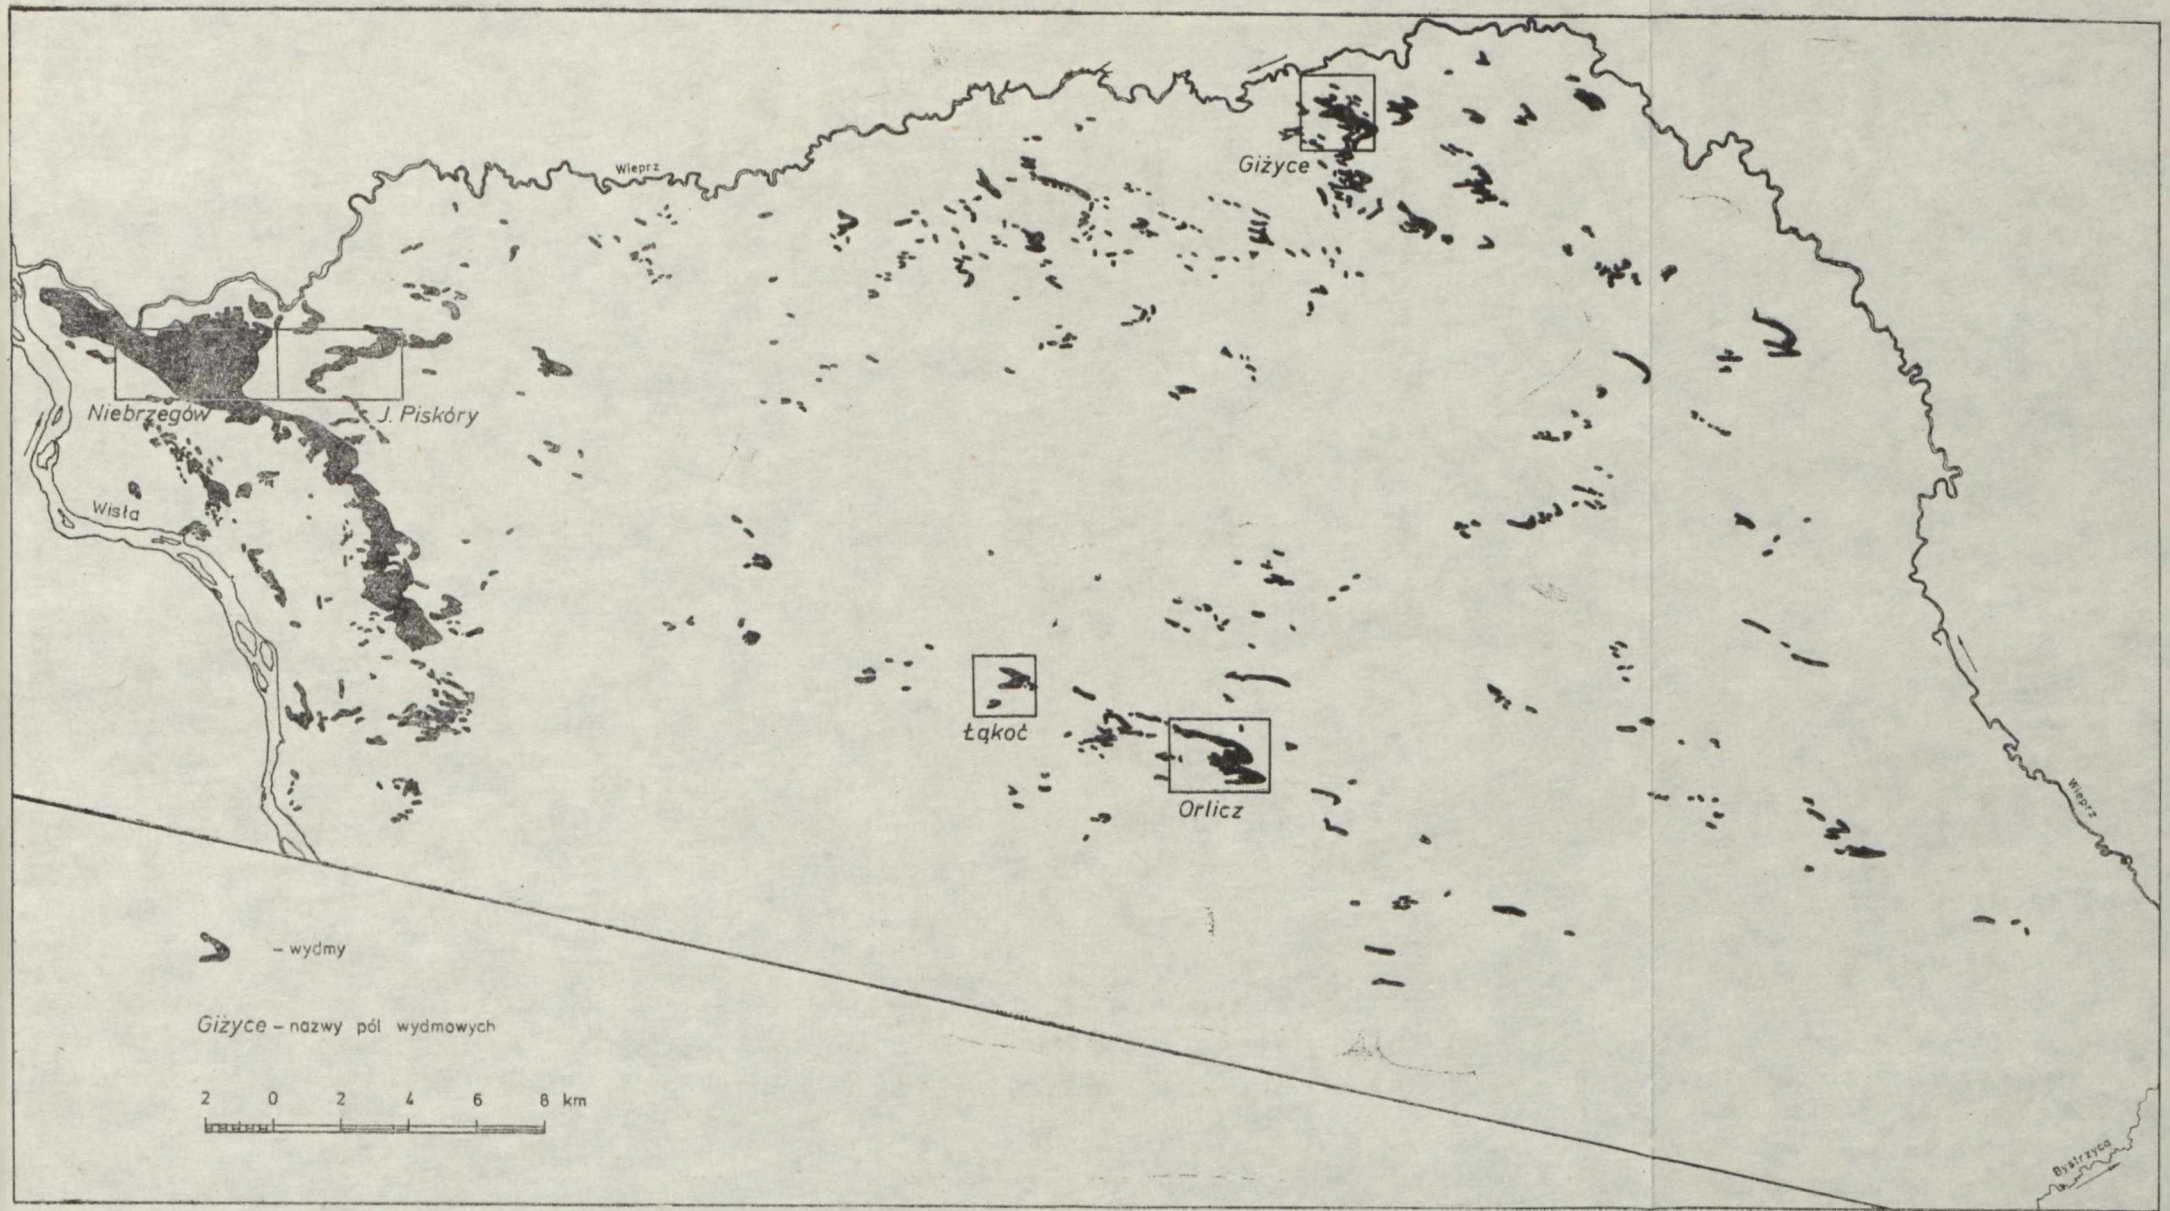 Wieprz
Giżyce
Niebrzegów
J. Piskóry
Wisła
Łąkoć
Orlicz
Wieprz
– wydmy
Giżyce – nazwy pól wydmowych
2 0 2 4 6 8 km
Bystrzyca